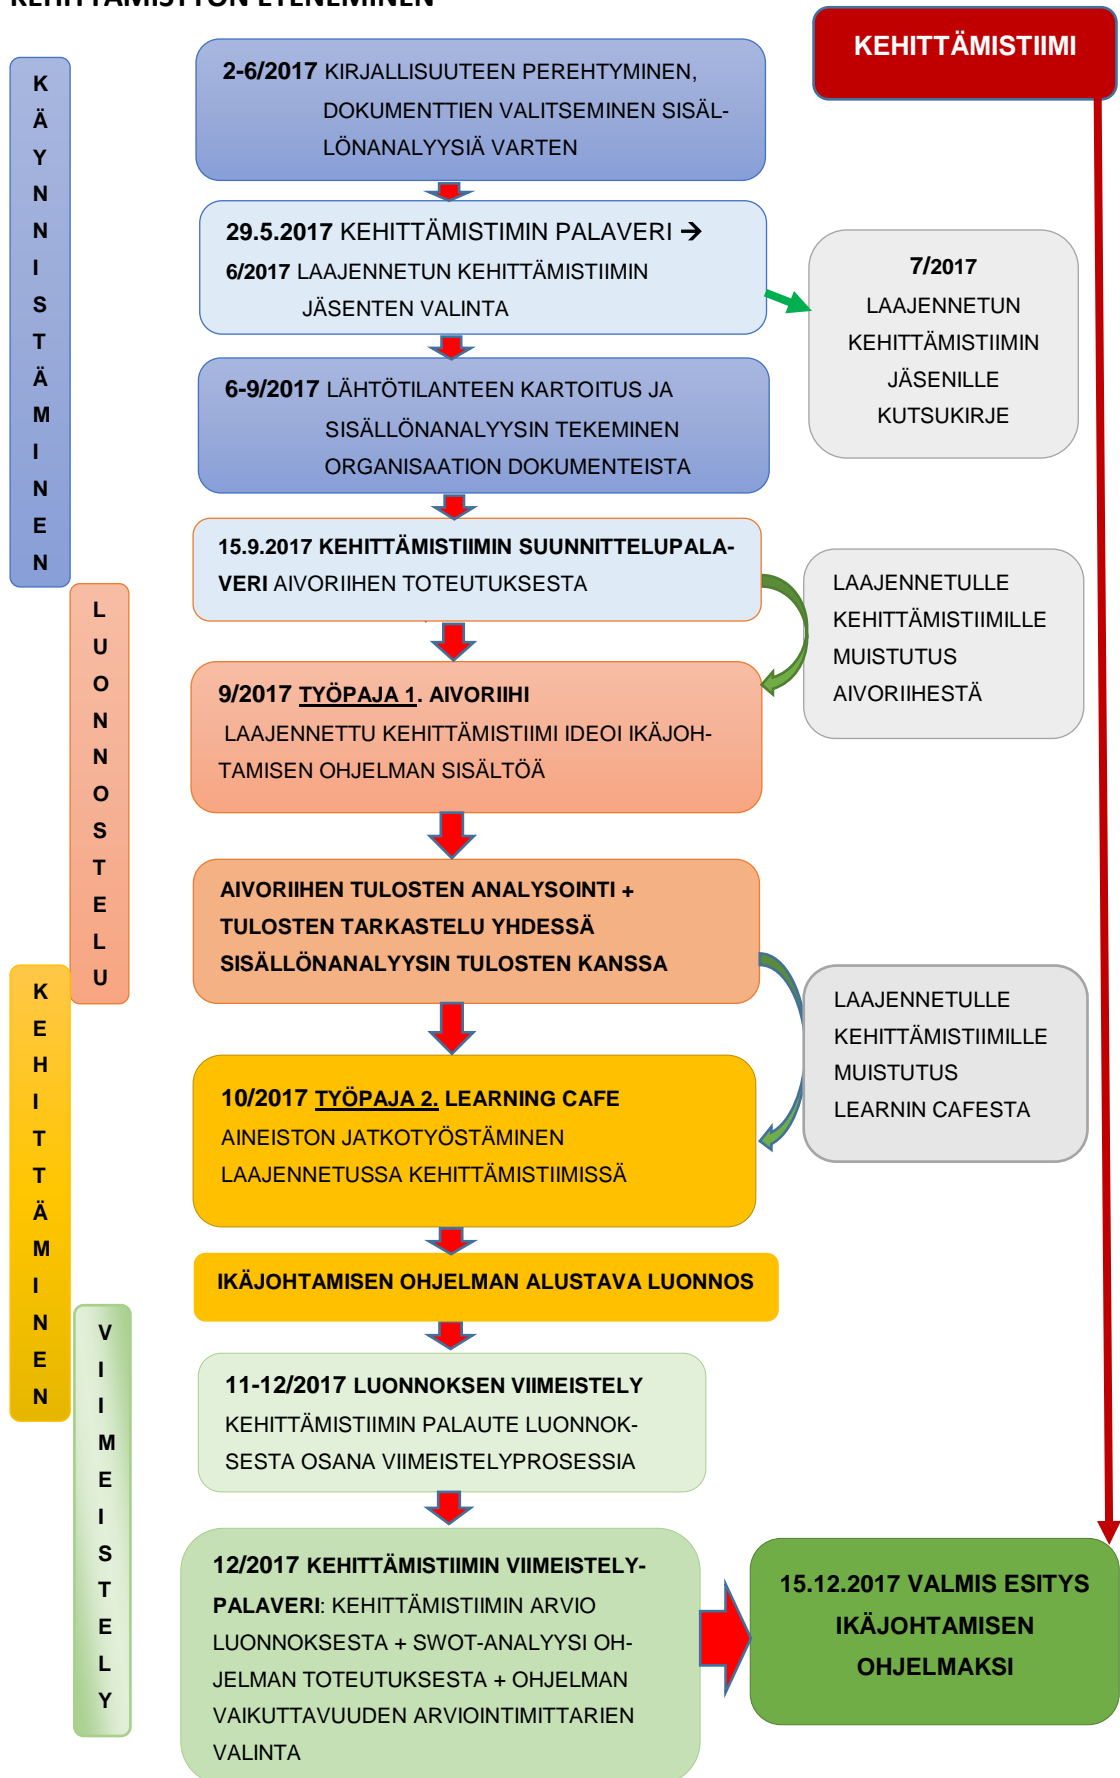 KEHITTÄMISTYÖN ETENEMINEN
KEHITTÄMISTIIMI
KÄYNNISTÄMINEN
2-6/2017 KIRJALLISUUTEEN PEREHTYMINEN,
DOKUMENTTIEN VALITSEMINEN SISÄL-
LÖNANALYYSIÄ VARTEN
29.5.2017 KEHITTÄMISTIMIN PALAVERI →
6/2017 LAAJENNETUN KEHITTÄMISTIIMIN
JÄSENTEN VALINTA
7/2017
LAAJENNETUN
KEHITTÄMISTIIMIN
JÄSENILLE
KUTSUKIRJE
6-9/2017 LÄHTÖTILANTEEN KARTOITUS JA
SISÄLLÖNANALYYSIN TEKEMINEN
ORGANISAATION DOKUMENTEISTA
15.9.2017 KEHITTÄMISTIIMIN SUUNNITTELUPALA-
VERI AIVORIIHEN TOTEUTUKSESTA
LAAJENNETULLE
KEHITTÄMISTIIMILLE
MUISTUTUS
AIVORIIHESTÄ
LUONNOSTELU
9/2017 TYÖPAJA 1. AIVORIIHI
LAAJENNETTU KEHITTÄMISTIIMI IDEOI IKÄJOH-
TAMISEN OHJELMAN SISÄLTÖÄ
AIVORIIHEN TULOSTEN ANALYSOINTI +
TULOSTEN TARKASTELU YHDESSÄ
SISÄLLÖNANALYYSIN TULOSTEN KANSSA
LAAJENNETULLE
KEHITTÄMISTIIMILLE
MUISTUTUS
LEARNIN CAFESTA
KEHITTÄMINEN
10/2017 TYÖPAJA 2. LEARNING CAFE
AINEISTON JATKOTYÖSTÄMINEN
LAAJENNETUSSA KEHITTÄMISTIIMISSÄ
IKÄJOHTAMISEN OHJELMAN ALUSTAVA LUONNOS
VIIMEISTELY
11-12/2017 LUONNOKSEN VIIMEISTELY
KEHITTÄMISTIIMIN PALAUTE LUONNOK-
SESTA OSANA VIIMEISTELYPROSESSIA
12/2017 KEHITTÄMISTIIMIN VIIMEISTELY-
PALAVERI: KEHITTÄMISTIIMIN ARVIO
LUONNOKSESTA + SWOT-ANALYYSI OH-
JELMAN TOTEUTUKSESTA + OHJELMAN
VAIKUTTAVUUDEN ARVIOINTIMITTARIEN
VALINTA
15.12.2017 VALMIS ESITYS
IKÄJOHTAMISEN
OHJELMAKSI